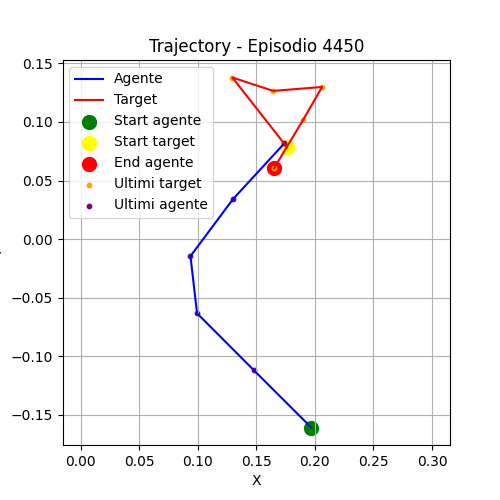 Trajectory - Episodio 4450
Agente
Target
Start agente
Start target
End agente
Ultimi target
Ultimi agente
0.15
0.10
0.05
0.00
−0.05
−0.10
−0.15
0.00 0.05 0.10 0.15 0.20 0.25 0.30
X